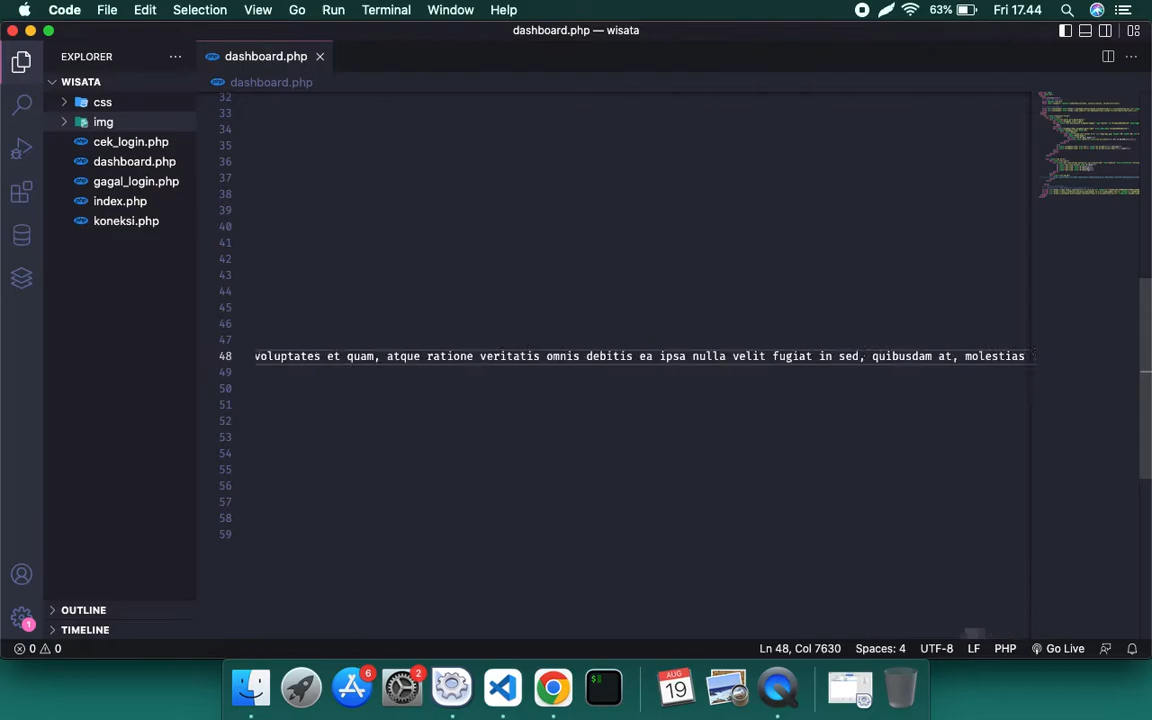 Code File Edit Selection View Go Run Terminal Window Help 63% Fri 17.44
dashboard.php — wisata
EXPLORER
dashboard.php
WISATA
dashboard.php
css
img
cek_login.php
dashboard.php
gagal_login.php
index.php
koneksi.php
32
33
34
35
36
37
38
39
40
41
42
43
44
45
46
47
48 voluptates et quam, atque ratione veritatis omnis debitis ea ipsa nulla velit fugiat in sed, quibusdam at, molestias
49
50
51
52
53
54
55
56
57
58
59
OUTLINE
TIMELINE
1
0 0 Ln 48, Col 7630 Spaces: 4 UTF-8 LF PHP Go Live
6 2 AUG
19